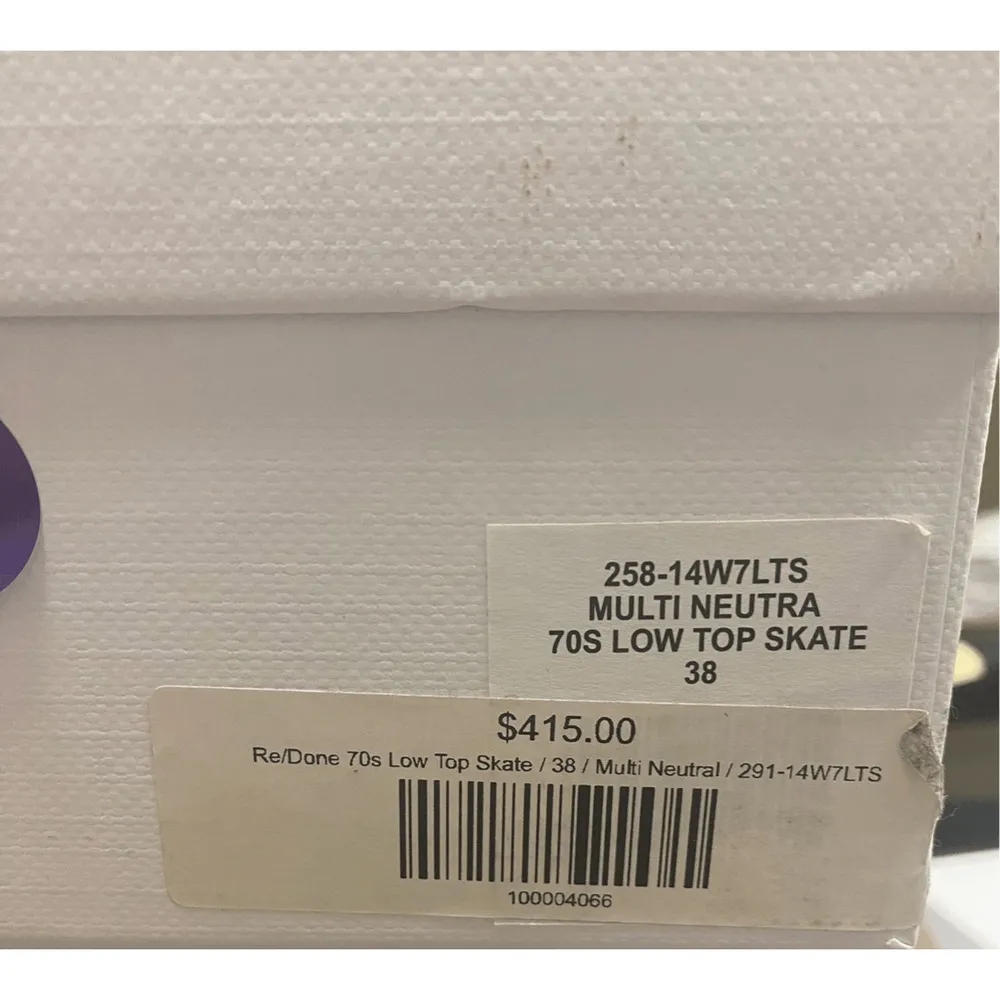 258-14W7LTS
MULTI NEUTRA
70S LOW TOP SKATE
38
$415.00
Re/Done 70s Low Top Skate / 38 / Multi Neutral / 291-14W7LTS
100004066